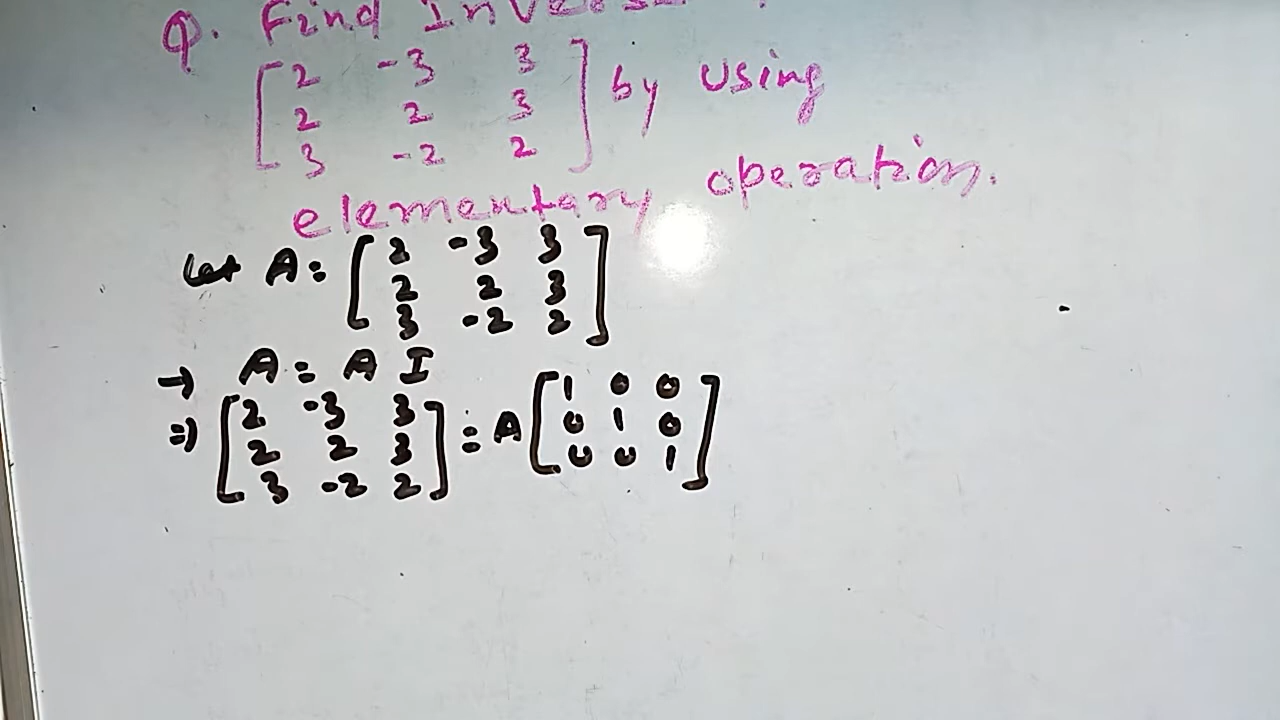 Q. Find Inverse
[2 -3 3
2 2 3
3 -2 2] by using
elementary operation.
Let A = [2 -3 3
2 2 3
3 -2 2]
→ A = A I
⇒ [2 -3 3
2 2 3
3 -2 2] = A [1 0 0
0 1 0
0 0 1]